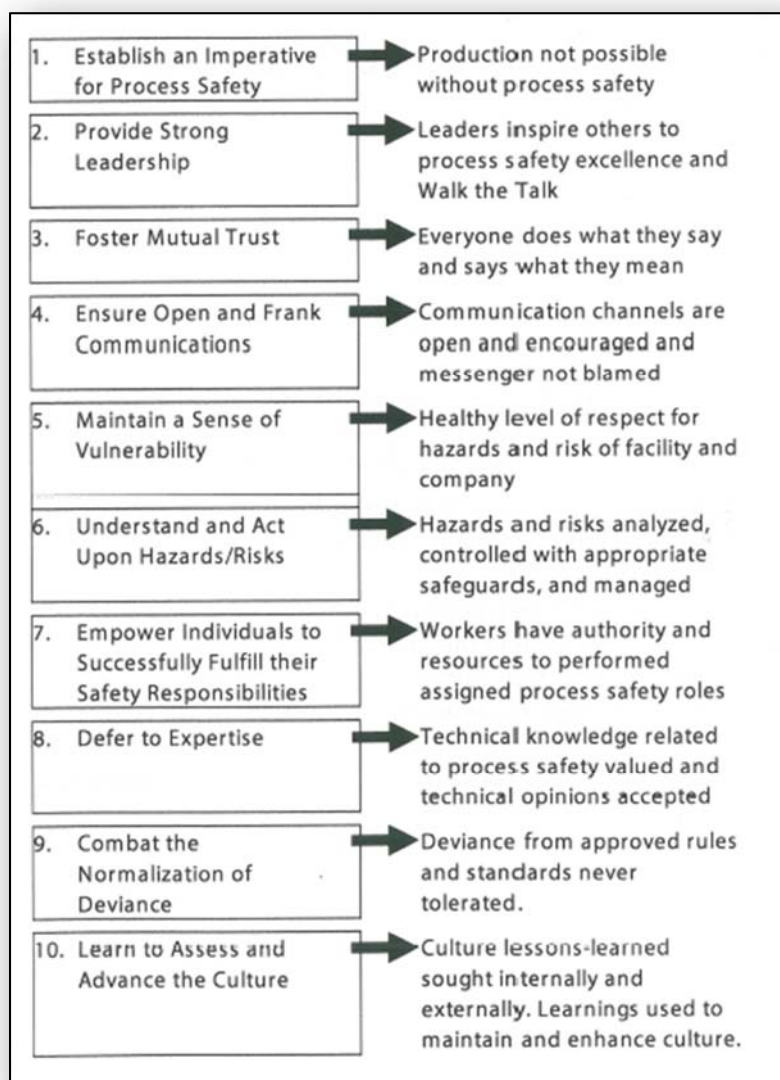 1. Establish an Imperative
for Process Safety
Production not possible
without process safety
2. Provide Strong
Leadership
Leaders inspire others to
process safety excellence and
Walk the Talk
3. Foster Mutual Trust
Everyone does what they say
and says what they mean
4. Ensure Open and Frank
Communications
Communication channels are
open and encouraged and
messenger not blamed
5. Maintain a Sense of
Vulnerability
Healthy level of respect for
hazards and risk of facility and
company
6. Understand and Act
Upon Hazards/Risks
Hazards and risks analyzed,
controlled with appropriate
safeguards, and managed
7. Empower Individuals to
Successfully Fulfill their
Safety Responsibilities
Workers have authority and
resources to performed
assigned process safety roles
8. Defer to Expertise
Technical knowledge related
to process safety valued and
technical opinions accepted
9. Combat the
Normalization of
Deviance
Deviance from approved rules
and standards never
tolerated.
10. Learn to Assess and
Advance the Culture
Culture lessons-learned
sought internally and
externally. Learnings used to
maintain and enhance culture.